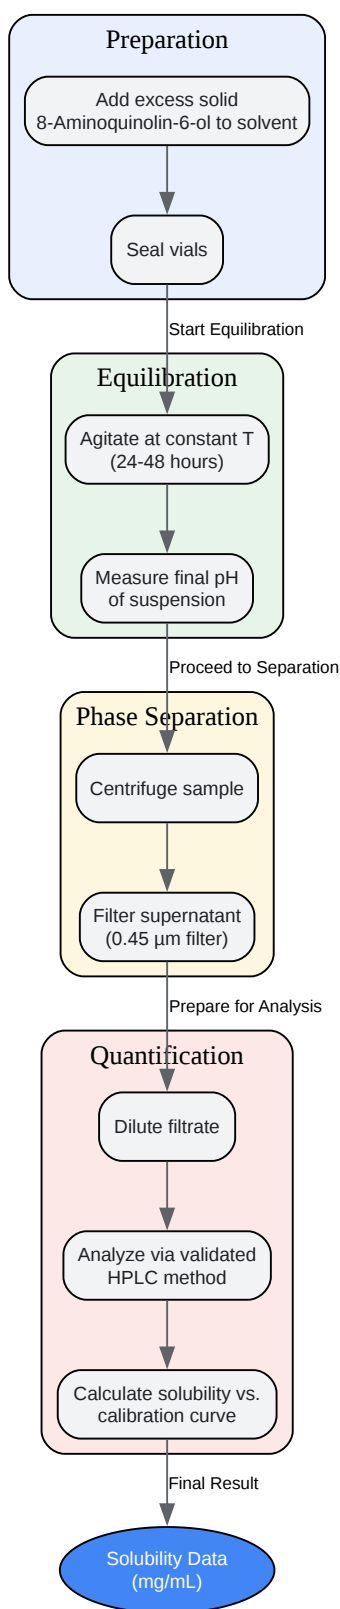 Preparation
Add excess solid
8-Aminoquinolin-6-ol to solvent
Seal vials
Start Equilibration
Equilibration
Agitate at constant T
(24-48 hours)
Measure final pH
of suspension
Proceed to Separation
Phase Separation
Centrifuge sample
Filter supernatant
(0.45 µm filter)
Prepare for Analysis
Quantification
Dilute filtrate
Analyze via validated
HPLC method
Calculate solubility vs.
calibration curve
Final Result
Solubility Data
(mg/mL)